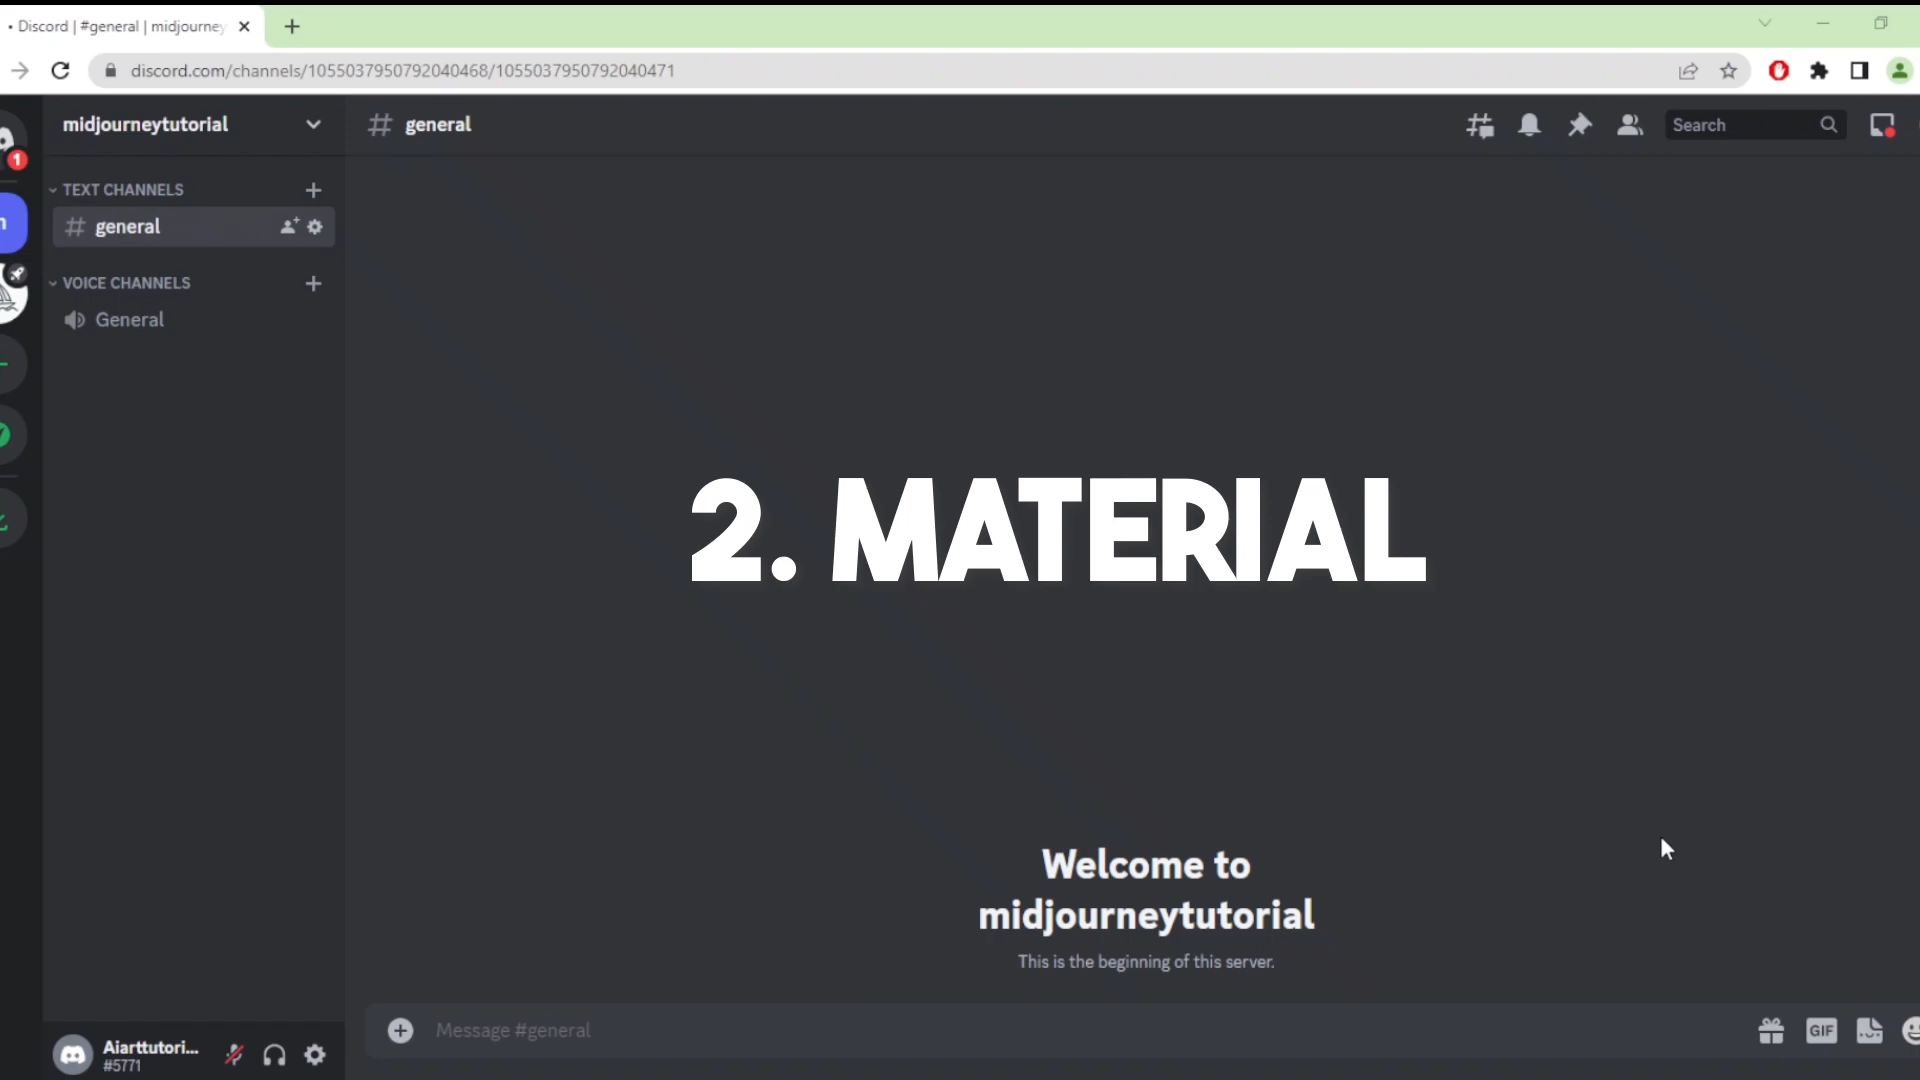 • Discord | #general | midjourney
discord.com/channels/1055037950792040468/1055037950792040471
1
midjourneytutorial
# general
Search
TEXT CHANNELS
# general
VOICE CHANNELS
General
2. MATERIAL
Welcome to
midjourneytutorial
This is the beginning of this server.
Message #general
GIF
Aiarttutori...
#5771